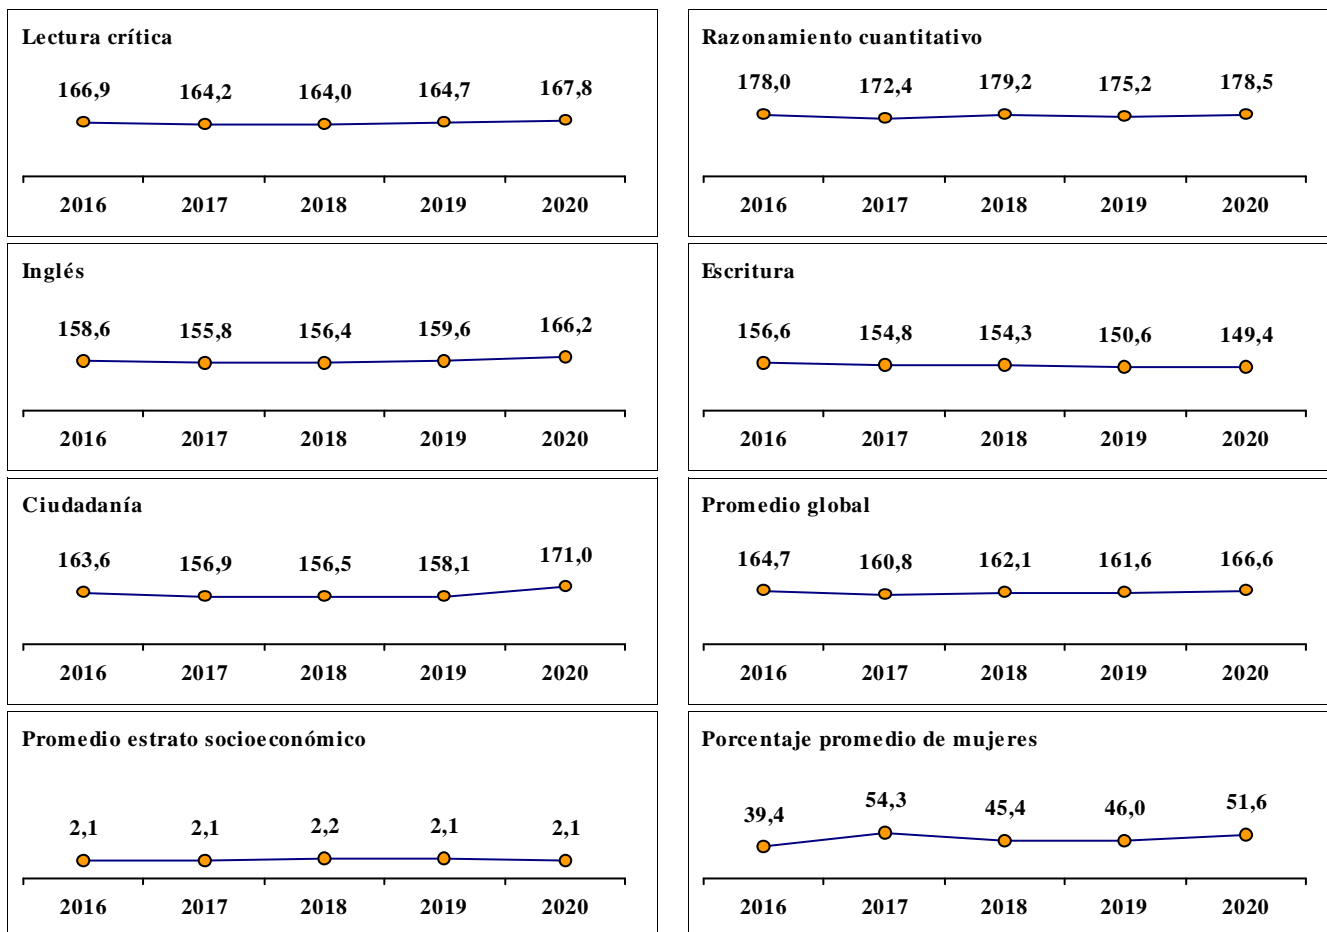 Lectura crítica
166,9 164,2 164,0 164,7 167,8
2016 2017 2018 2019 2020
Razonamiento cuantitativo
178,0 172,4 179,2 175,2 178,5
2016 2017 2018 2019 2020
Inglés
158,6 155,8 156,4 159,6 166,2
2016 2017 2018 2019 2020
Escritura
156,6 154,8 154,3 150,6 149,4
2016 2017 2018 2019 2020
Ciudadanía
163,6 156,9 156,5 158,1 171,0
2016 2017 2018 2019 2020
Promedio global
164,7 160,8 162,1 161,6 166,6
2016 2017 2018 2019 2020
Promedio estrato socioeconómico
2,1 2,1 2,2 2,1 2,1
2016 2017 2018 2019 2020
Porcentaje promedio de mujeres
39,4 54,3 45,4 46,0 51,6
2016 2017 2018 2019 2020